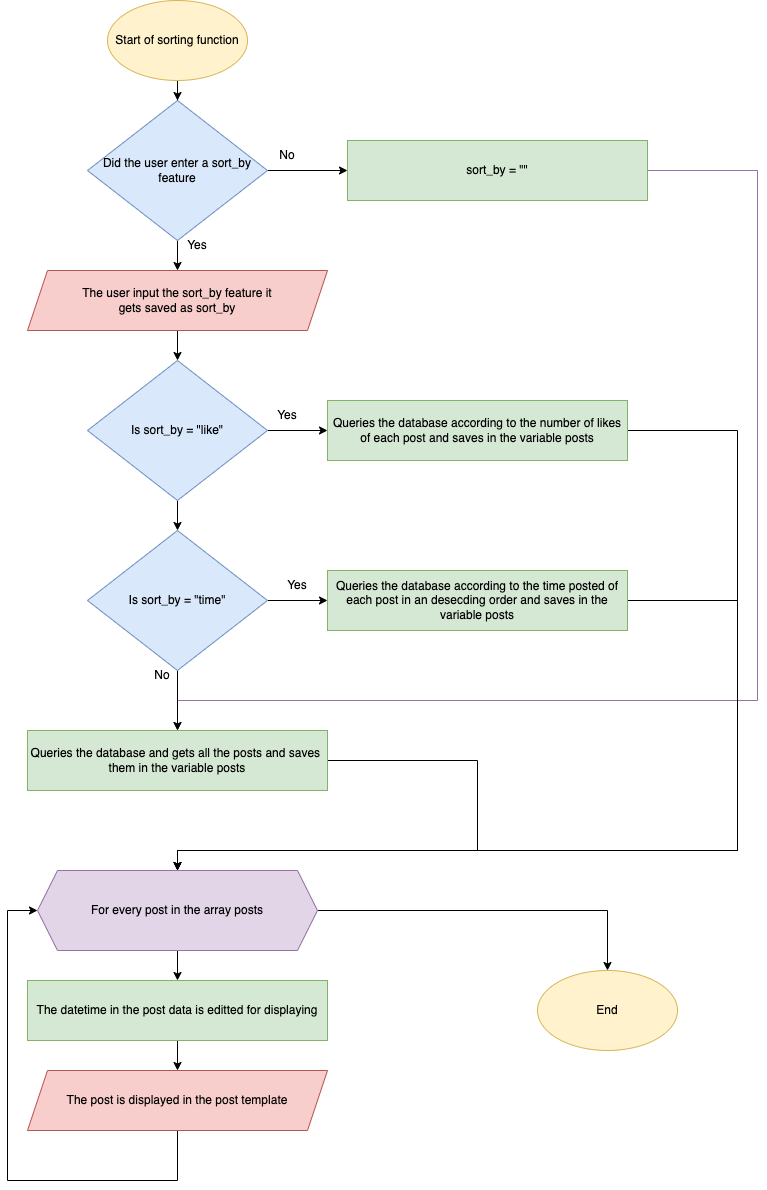 Start of sorting function
Did the user enter a sort_by
feature
No
sort_by = ""
Yes
The user input the sort_by feature it
gets saved as sort_by
Is sort_by = "like"
Yes
Queries the database according to the number of likes
of each post and saves in the variable posts
Is sort_by = "time"
Yes
Queries the database according to the time posted of
each post in an desecding order and saves in the
variable posts
No
Queries the database and gets all the posts and saves
them in the variable posts
For every post in the array posts
The datetime in the post data is editted for displaying
End
The post is displayed in the post template